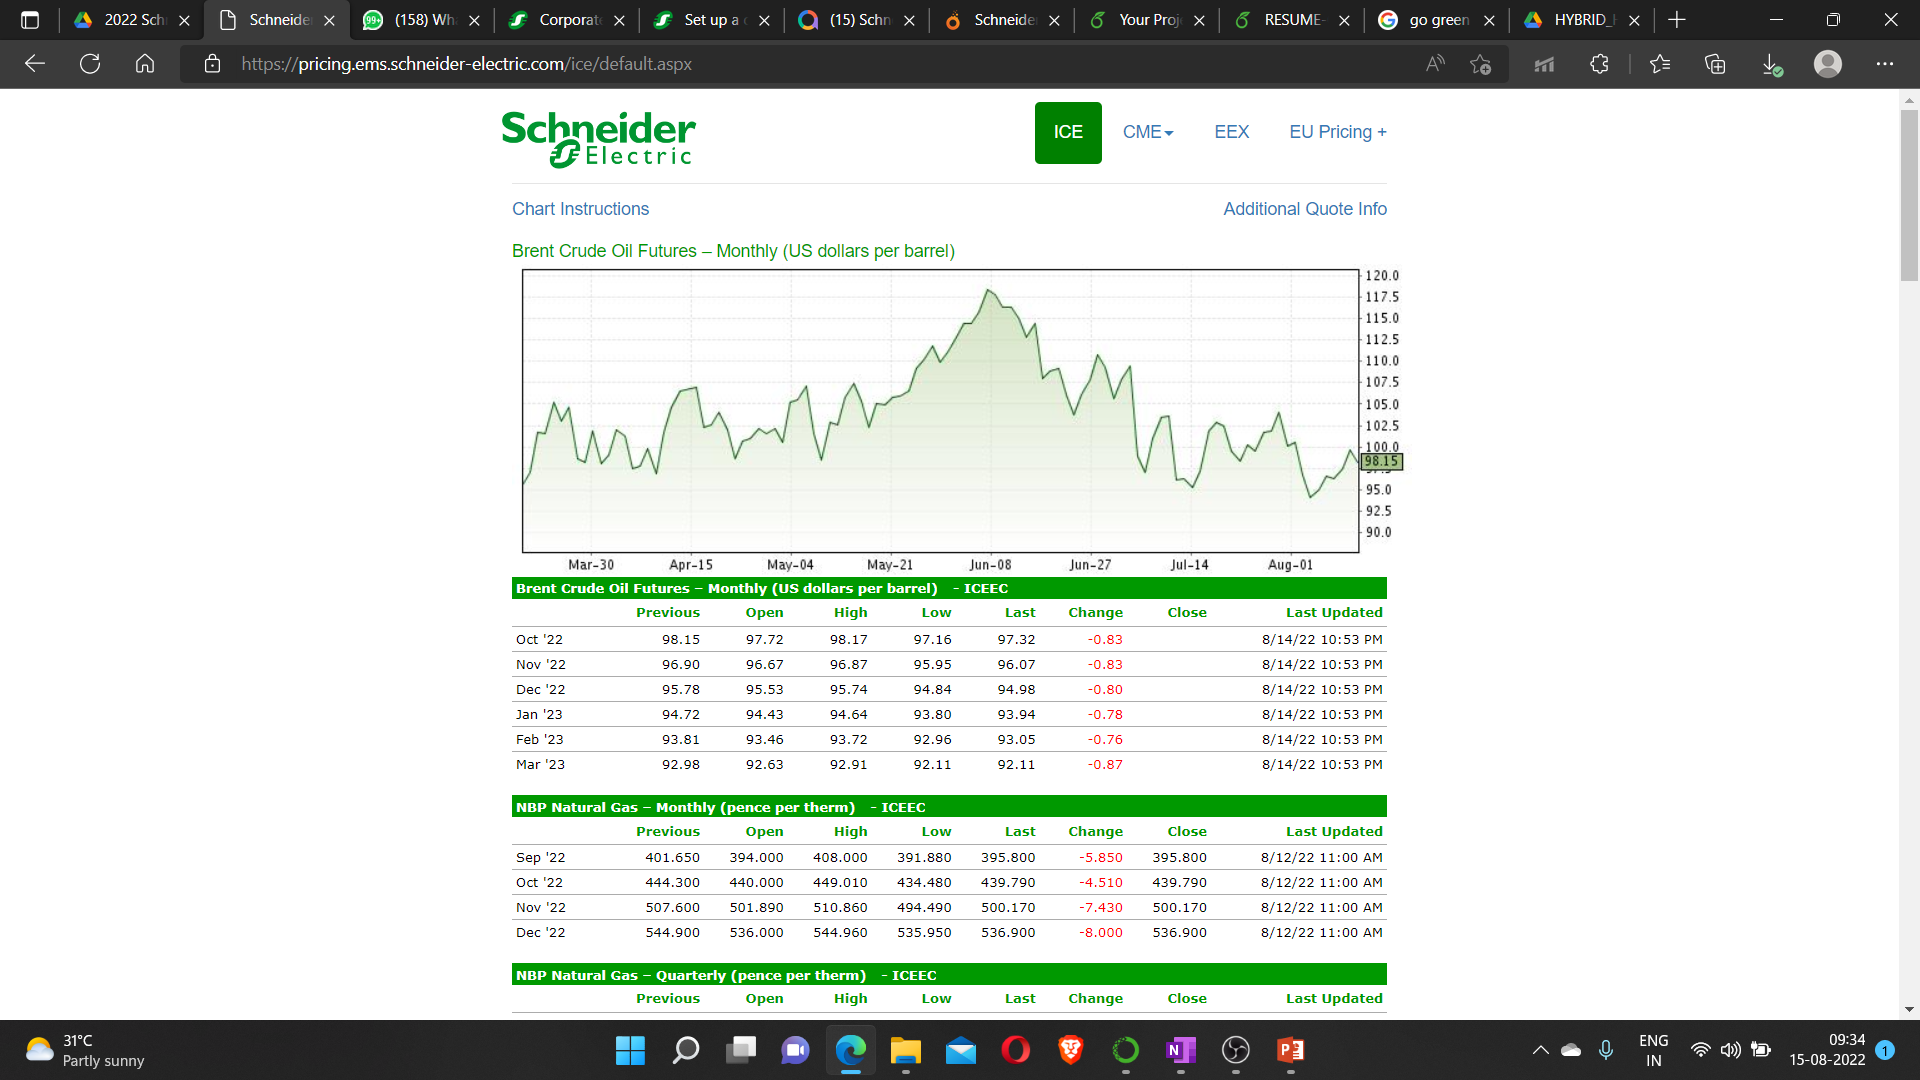 2022 Sch
Schneider
99+
(158) Wh
Corporate
Set up a
(15) Schn
Schneide
Your Proj
RESUME-
go green
HYBRID_
https://pricing.ems.schneider-electric.com/ice/default.aspx
Schneider
Electric
ICE
CME
EEX
EU Pricing +
Chart Instructions
Additional Quote Info
Brent Crude Oil Futures – Monthly (US dollars per barrel)
120.0
117.5
115.0
112.5
110.0
107.5
105.0
102.5
100.0
98.15
95.0
92.5
90.0
Mar-30 Apr-15 May-04 May-21 Jun-08 Jun-27 Jul-14 Aug-01
Brent Crude Oil Futures – Monthly (US dollars per barrel) - ICEEC
Previous Open High Low Last Change Close Last Updated
Oct '22 98.15 97.72 98.17 97.16 97.32 -0.83 8/14/22 10:53 PM
Nov '22 96.90 96.67 96.87 95.95 96.07 -0.83 8/14/22 10:53 PM
Dec '22 95.78 95.53 95.74 94.84 94.98 -0.80 8/14/22 10:53 PM
Jan '23 94.72 94.43 94.64 93.80 93.94 -0.78 8/14/22 10:53 PM
Feb '23 93.81 93.46 93.72 92.96 93.05 -0.76 8/14/22 10:53 PM
Mar '23 92.98 92.63 92.91 92.11 92.11 -0.87 8/14/22 10:53 PM
NBP Natural Gas – Monthly (pence per therm) - ICEEC
Previous Open High Low Last Change Close Last Updated
Sep '22 401.650 394.000 408.000 391.880 395.800 -5.850 395.800 8/12/22 11:00 AM
Oct '22 444.300 440.000 449.010 434.480 439.790 -4.510 439.790 8/12/22 11:00 AM
Nov '22 507.600 501.890 510.860 494.490 500.170 -7.430 500.170 8/12/22 11:00 AM
Dec '22 544.900 536.000 544.960 535.950 536.900 -8.000 536.900 8/12/22 11:00 AM
NBP Natural Gas – Quarterly (pence per therm) - ICEEC
Previous Open High Low Last Change Close Last Updated
31°C
Partly sunny
ENG
IN
09:34
15-08-2022
1